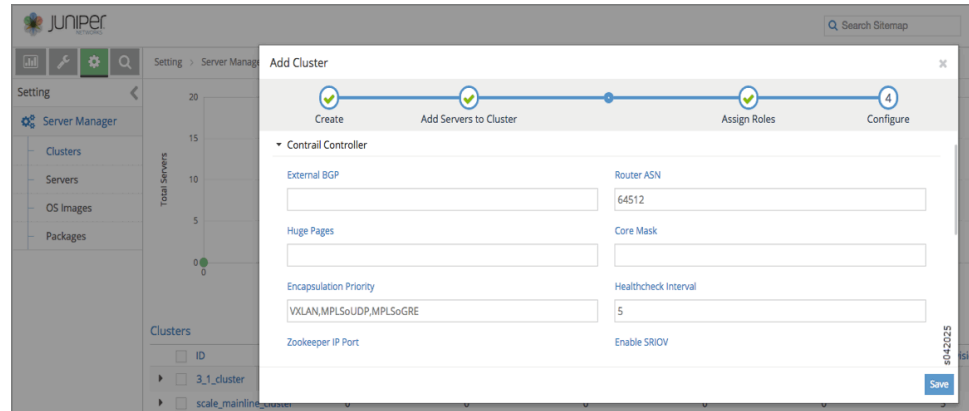 JUNIPER
NETWORKS
Search Sitemap
Setting > Server Manage
Setting
Server Manager
Clusters
Servers
OS Images
Packages
Total Servers
20
15
10
5
0
0
Clusters
ID
3_1_cluster
scale_mainline_cluster
Add Cluster
×
Create
Add Servers to Cluster
Assign Roles
4
Configure
Contrail Controller
External BGP
Router ASN
64512
Huge Pages
Core Mask
Encapsulation Priority
Healthcheck Interval
VXLAN,MPLSoUDP,MPLSoGRE
5
Zookeeper IP Port
Enable SRIOV
Save
s042025